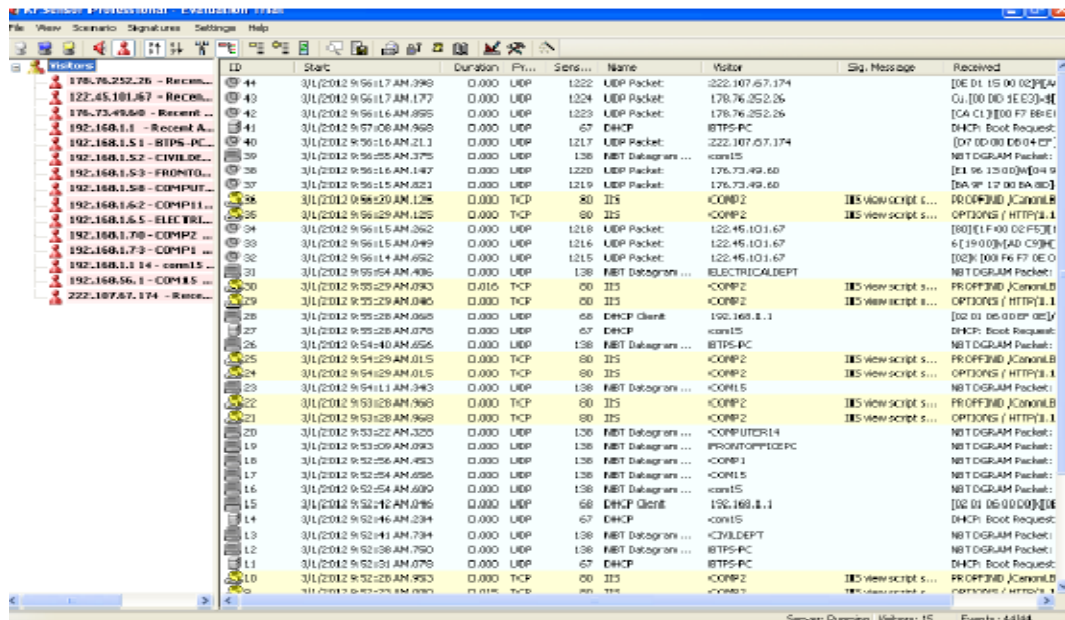 KFSensor Professional - Evaluation Trial
File View Scenario Signatures Settings Help
Visitors
178.76.252.26 - Recen...
122.45.101.67 - Recen...
176.73.49.60 - Recent ...
192.168.1.1 - Recent A...
192.168.1.51 - BTPS-PC...
192.168.1.52 - CIVILDE...
192.168.1.53 - FRONTO...
192.168.1.58 - COMPUT...
192.168.1.62 - COMP11...
192.168.1.65 - ELECTRI...
192.168.1.70 - COMP2 ...
192.168.1.73 - COMP1 ...
192.168.1.114 - com15 ...
192.168.56.1 - COM15 ...
222.107.67.174 - Rece...
ID Start Duration Pr... Sens... Name Visitor Sig. Message Received
44 3/1/2012 9:56:17 AM.398 0.000 UDP 1222 UDP Packet 222.107.67.174
43 3/1/2012 9:56:17 AM.177 0.000 UDP 1224 UDP Packet 178.76.252.26
42 3/1/2012 9:56:16 AM.855 0.000 UDP 1223 UDP Packet 178.76.252.26
41 3/1/2012 9:57:08 AM.968 0.000 UDP 67 DHCP BTPS-PC DHCP: Boot Request
40 3/1/2012 9:56:16 AM.211 0.000 UDP 1217 UDP Packet 222.107.67.174
39 3/1/2012 9:56:55 AM.375 0.000 UDP 138 NBT Datagram ... com15 NBT DGRAM Packet:
38 3/1/2012 9:56:16 AM.147 0.000 UDP 1220 UDP Packet 176.73.49.60
37 3/1/2012 9:56:15 AM.821 0.000 UDP 1219 UDP Packet 176.73.49.60
36 3/1/2012 9:56:29 AM.125 0.000 TCP 80 IIS COMP2 IIS view script s... PROPFIND /CanonLB
35 3/1/2012 9:56:29 AM.125 0.000 TCP 80 IIS COMP2 IIS view script s... OPTIONS / HTTP/1.1
34 3/1/2012 9:56:15 AM.262 0.000 UDP 1218 UDP Packet 122.45.101.67
33 3/1/2012 9:56:15 AM.049 0.000 UDP 1216 UDP Packet 122.45.101.67
32 3/1/2012 9:56:14 AM.652 0.000 UDP 1215 UDP Packet 122.45.101.67
31 3/1/2012 9:55:54 AM.406 0.000 UDP 138 NBT Datagram ... ELECTRICALDEPT NBT DGRAM Packet:
30 3/1/2012 9:55:29 AM.093 0.016 TCP 80 IIS COMP2 IIS view script s... PROPFIND /CanonLB
29 3/1/2012 9:55:29 AM.046 0.000 TCP 80 IIS COMP2 IIS view script s... OPTIONS / HTTP/1.1
28 3/1/2012 9:55:28 AM.068 0.000 UDP 68 DHCP Client 192.168.1.1
27 3/1/2012 9:55:28 AM.078 0.000 UDP 67 DHCP com15 DHCP: Boot Request
26 3/1/2012 9:54:40 AM.656 0.000 UDP 138 NBT Datagram ... BTPS-PC NBT DGRAM Packet:
25 3/1/2012 9:54:29 AM.015 0.000 TCP 80 IIS COMP2 IIS view script s... PROPFIND /CanonLB
24 3/1/2012 9:54:29 AM.015 0.000 TCP 80 IIS COMP2 IIS view script s... OPTIONS / HTTP/1.1
23 3/1/2012 9:54:11 AM.343 0.000 UDP 138 NBT Datagram ... COM15 NBT DGRAM Packet:
22 3/1/2012 9:53:28 AM.968 0.000 TCP 80 IIS COMP2 IIS view script s... PROPFIND /CanonLB
21 3/1/2012 9:53:28 AM.968 0.000 TCP 80 IIS COMP2 IIS view script s... OPTIONS / HTTP/1.1
20 3/1/2012 9:53:22 AM.328 0.000 UDP 138 NBT Datagram ... COMPUTER14 NBT DGRAM Packet:
19 3/1/2012 9:53:09 AM.093 0.000 UDP 138 NBT Datagram ... FRONTOFFICEPC NBT DGRAM Packet:
18 3/1/2012 9:52:56 AM.453 0.000 UDP 138 NBT Datagram ... COMP1 NBT DGRAM Packet:
17 3/1/2012 9:52:54 AM.656 0.000 UDP 138 NBT Datagram ... COM15 NBT DGRAM Packet:
16 3/1/2012 9:52:54 AM.609 0.000 UDP 138 NBT Datagram ... com15 NBT DGRAM Packet:
15 3/1/2012 9:52:42 AM.046 0.000 UDP 68 DHCP Client 192.168.1.1
14 3/1/2012 9:52:46 AM.234 0.000 UDP 67 DHCP com15 DHCP: Boot Request
13 3/1/2012 9:52:41 AM.734 0.000 UDP 138 NBT Datagram ... CIVILDEPT NBT DGRAM Packet:
12 3/1/2012 9:52:38 AM.750 0.000 UDP 138 NBT Datagram ... BTPS-PC NBT DGRAM Packet:
11 3/1/2012 9:52:31 AM.078 0.000 UDP 67 DHCP BTPS-PC DHCP: Boot Request
10 3/1/2012 9:52:28 AM.953 0.000 TCP 80 IIS COMP2 IIS view script s... PROPFIND /CanonLB
Server: Running Visitors: 15 Events: 44/44